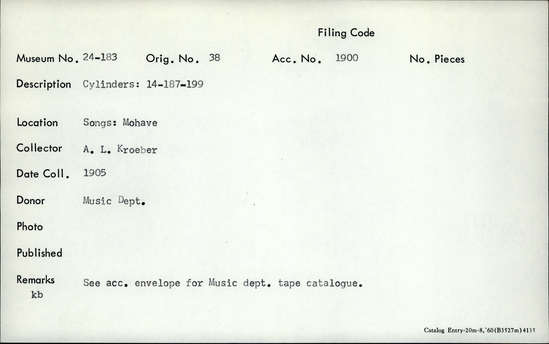 Filing Code
Museum No. 24-183 Orig. No. 38 Acc. No. 1900 No. Pieces
Description Cylinders: 14-187-199
Location Songs: Mohave
Collector A. L. Kroeber
Date Coll. 1905
Donor Music Dept.
Photo
Published
Remarks See acc. envelope for Music dept. tape catalogue.
kb
Catalog Entry-20m-8,'60(B3527m)4131